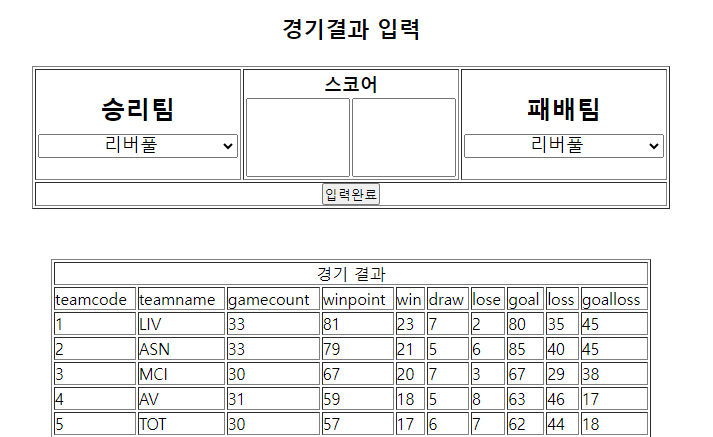 경기결과 입력
승리팀 스코어 패배팀
리버풀 리버풀
입력완료
경기 결과
teamcode teamname gamecount winpoint win draw lose goal loss goalloss
1 LIV 33 81 23 7 2 80 35 45
2 ASN 33 79 21 5 6 85 40 45
3 MCI 30 67 20 7 3 67 29 38
4 AV 31 59 18 5 8 63 46 17
5 TOT 30 57 17 6 7 62 44 18